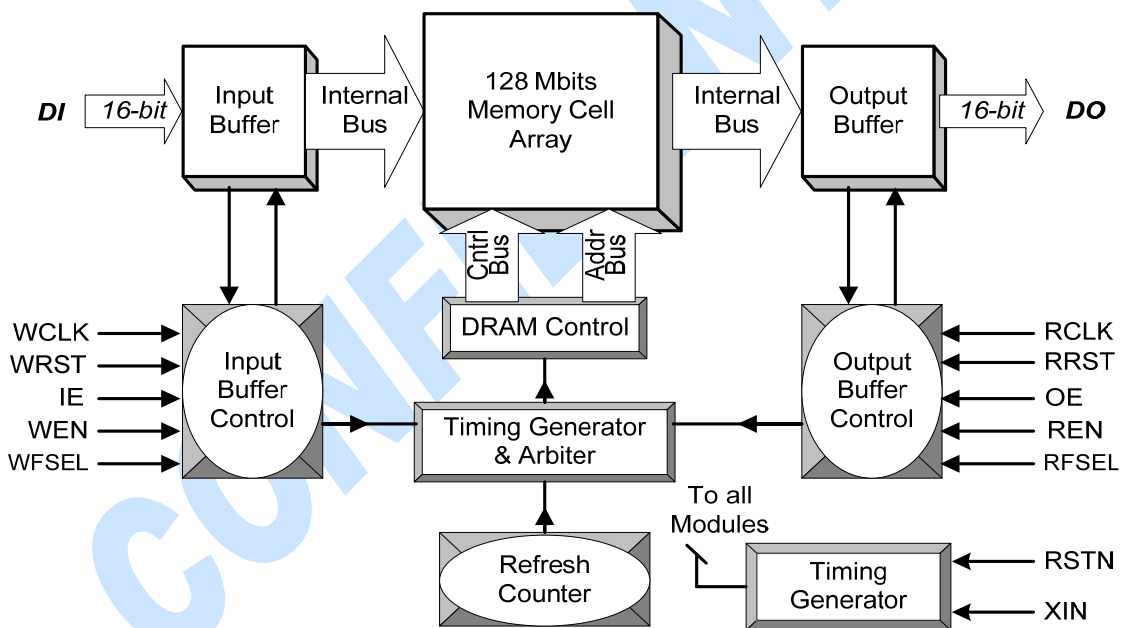 DI
16-bit
Input
Buffer
Internal
Bus
128 Mbits
Memory Cell
Array
Internal
Bus
Output
Buffer
16-bit
DO
Cntrl
Bus
Addr
Bus
DRAM Control
WCLK
WRST
IE
WEN
WFSEL
Input
Buffer
Control
Timing Generator
& Arbiter
Output
Buffer
Control
RCLK
RRST
OE
REN
RFSEL
Refresh
Counter
To all
Modules
Timing
Generator
RSTN
XIN